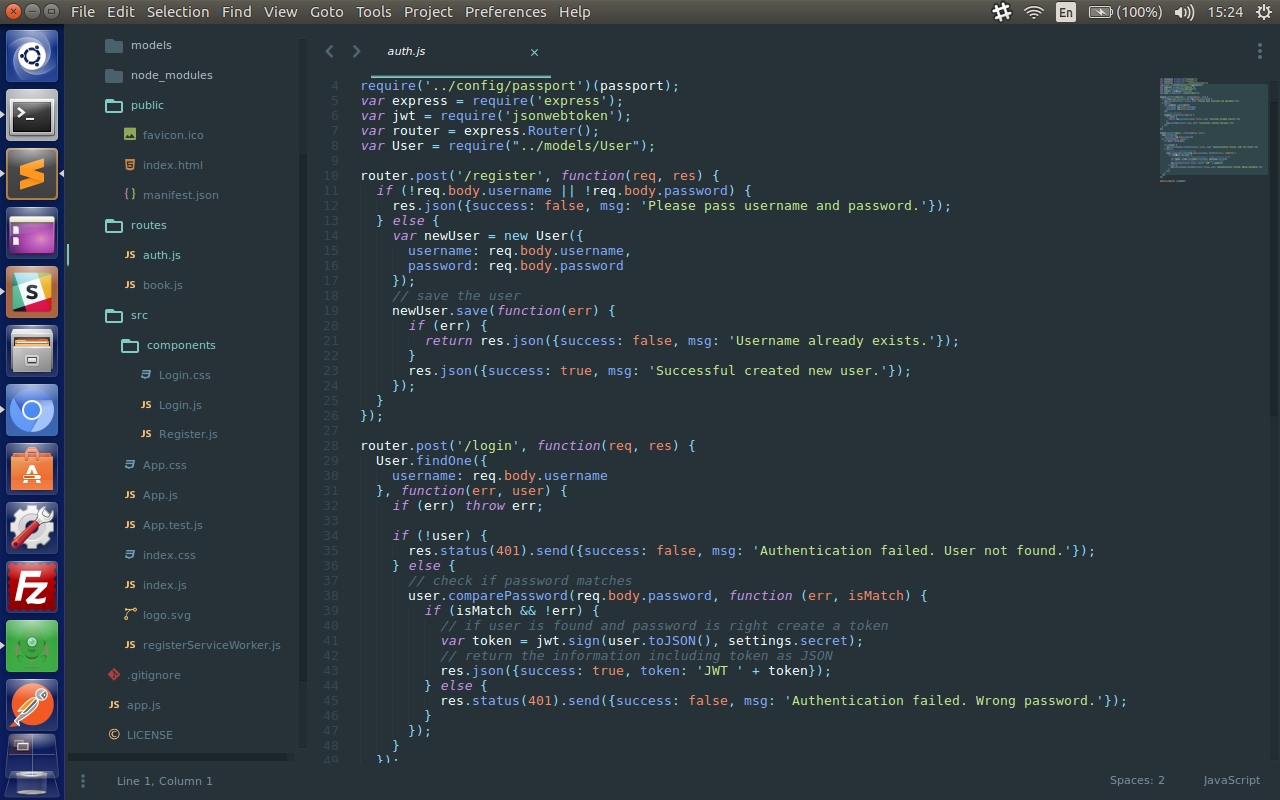 File Edit Selection Find View Goto Tools Project Preferences Help
En (100%) 15:24
models
node_modules
public
favicon.ico
index.html
{ } manifest.json
routes
JS auth.js
JS book.js
src
components
Login.css
JS Login.js
JS Register.js
App.css
JS App.js
JS App.test.js
index.css
JS index.js
logo.svg
JS registerServiceWorker.js
.gitignore
JS app.js
© LICENSE
auth.js ×
4 require('../config/passport')(passport);
5 var express = require('express');
6 var jwt = require('jsonwebtoken');
7 var router = express.Router();
8 var User = require("../models/User");
9
10 router.post('/register', function(req, res) {
11   if (!req.body.username || !req.body.password) {
12     res.json({success: false, msg: 'Please pass username and password.'});
13   } else {
14     var newUser = new User({
15       username: req.body.username,
16       password: req.body.password
17     });
18     // save the user
19     newUser.save(function(err) {
20       if (err) {
21         return res.json({success: false, msg: 'Username already exists.'});
22       }
23       res.json({success: true, msg: 'Successful created new user.'});
24     });
25   }
26 });
27
28 router.post('/login', function(req, res) {
29   User.findOne({
30     username: req.body.username
31   }, function(err, user) {
32     if (err) throw err;
33
34     if (!user) {
35       res.status(401).send({success: false, msg: 'Authentication failed. User not found.'});
36     } else {
37       // check if password matches
38       user.comparePassword(req.body.password, function (err, isMatch) {
39         if (isMatch && !err) {
40           // if user is found and password is right create a token
41           var token = jwt.sign(user.toJSON(), settings.secret);
42           // return the information including token as JSON
43           res.json({success: true, token: 'JWT ' + token});
44         } else {
45           res.status(401).send({success: false, msg: 'Authentication failed. Wrong password.'});
46         }
47       });
48     }
49   });
Line 1, Column 1
Spaces: 2 JavaScript
S
A
Fz